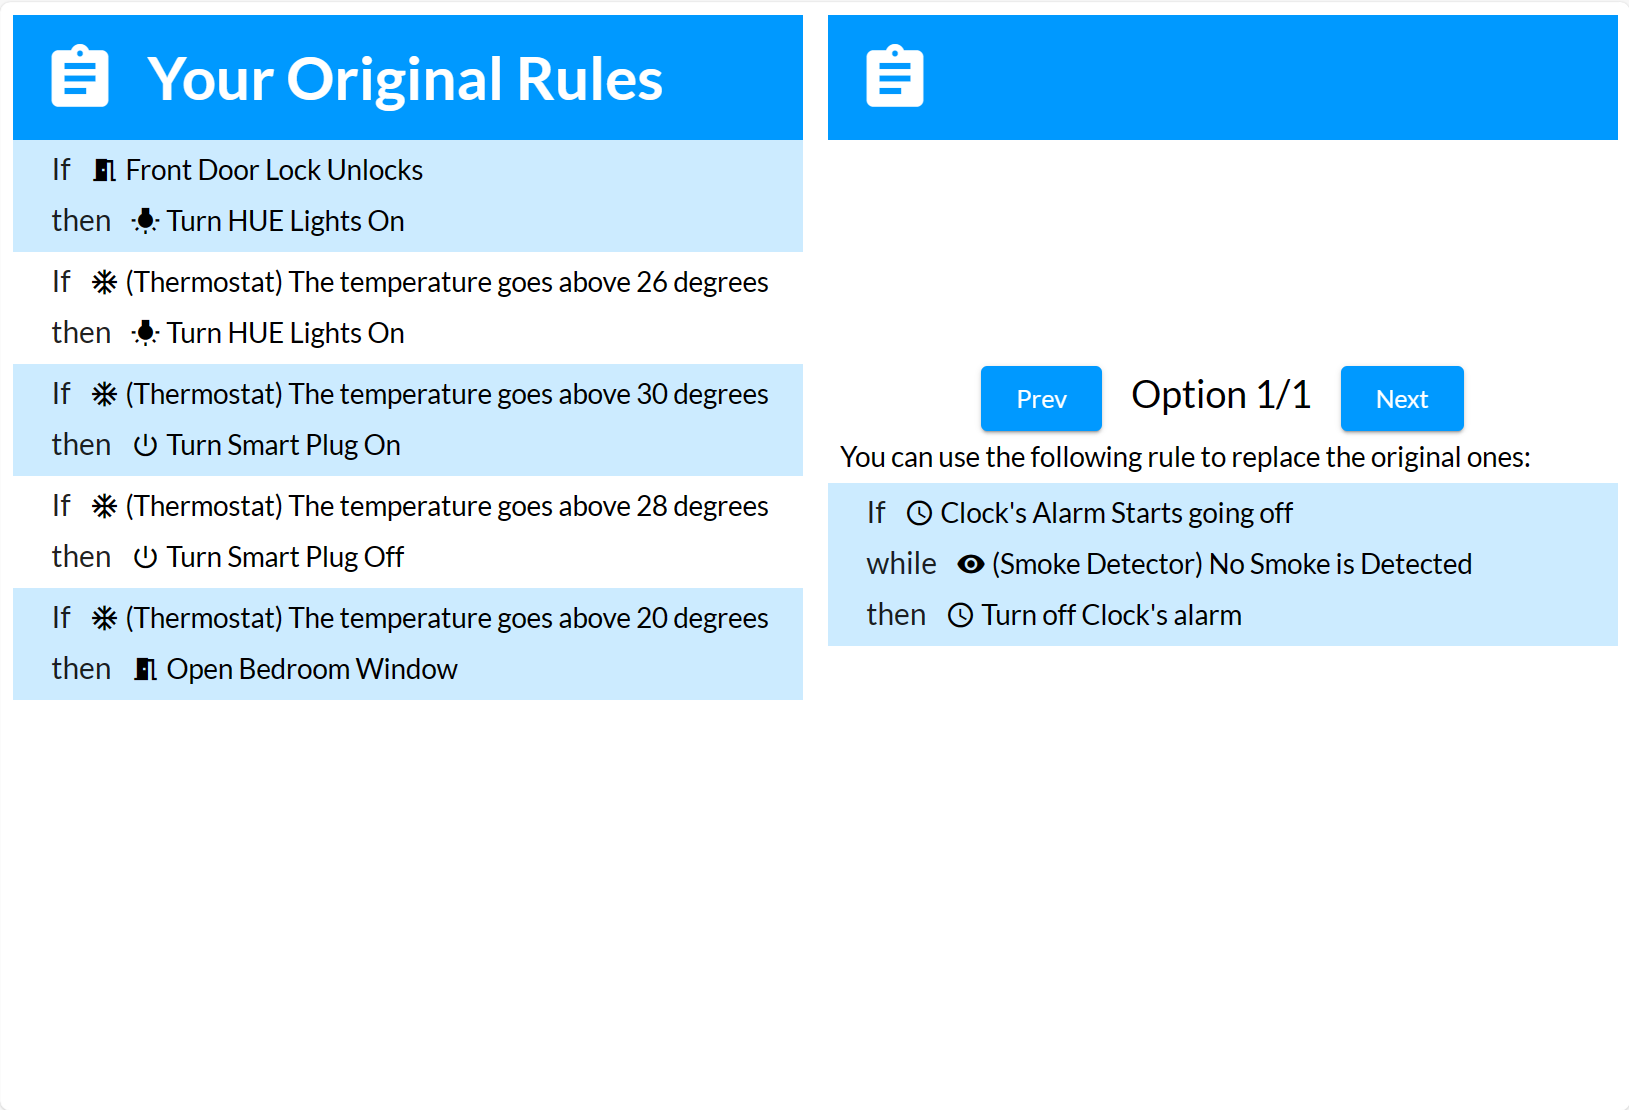 Your Original Rules
If Front Door Lock Unlocks
then Turn HUE Lights On
If (Thermostat) The temperature goes above 26 degrees
then Turn HUE Lights On
If (Thermostat) The temperature goes above 30 degrees
then Turn Smart Plug On
If (Thermostat) The temperature goes above 28 degrees
then Turn Smart Plug Off
If (Thermostat) The temperature goes above 20 degrees
then Open Bedroom Window
Prev Option 1/1 Next
You can use the following rule to replace the original ones:
If Clock's Alarm Starts going off
while (Smoke Detector) No Smoke is Detected
then Turn off Clock's alarm